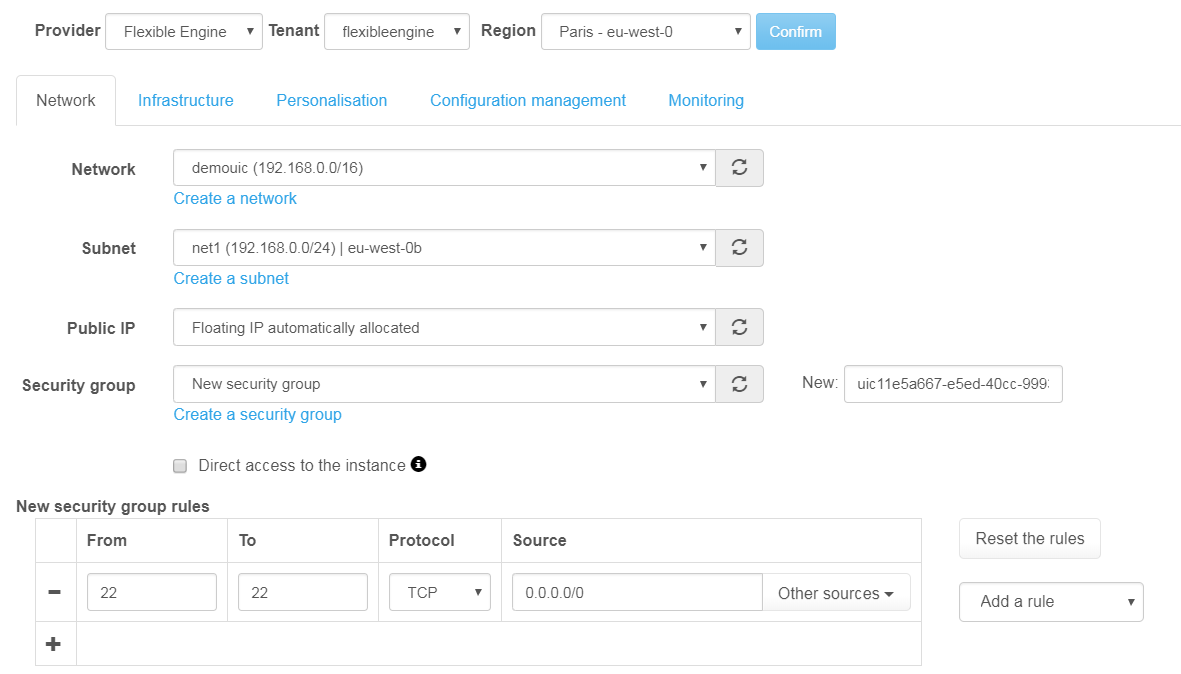 Provider Flexible Engine Tenant flexibleengine Region Paris - eu-west-0 Confirm
Network Infrastructure Personalisation Configuration management Monitoring
Network demouic (192.168.0.0/16)
Create a network
Subnet net1 (192.168.0.0/24) | eu-west-0b
Create a subnet
Public IP Floating IP automatically allocated
Security group New security group New: uic11e5a667-e5ed-40cc-999
Create a security group
Direct access to the instance
New security group rules
From To Protocol Source Reset the rules
22 22 TCP 0.0.0.0/0 Other sources Add a rule